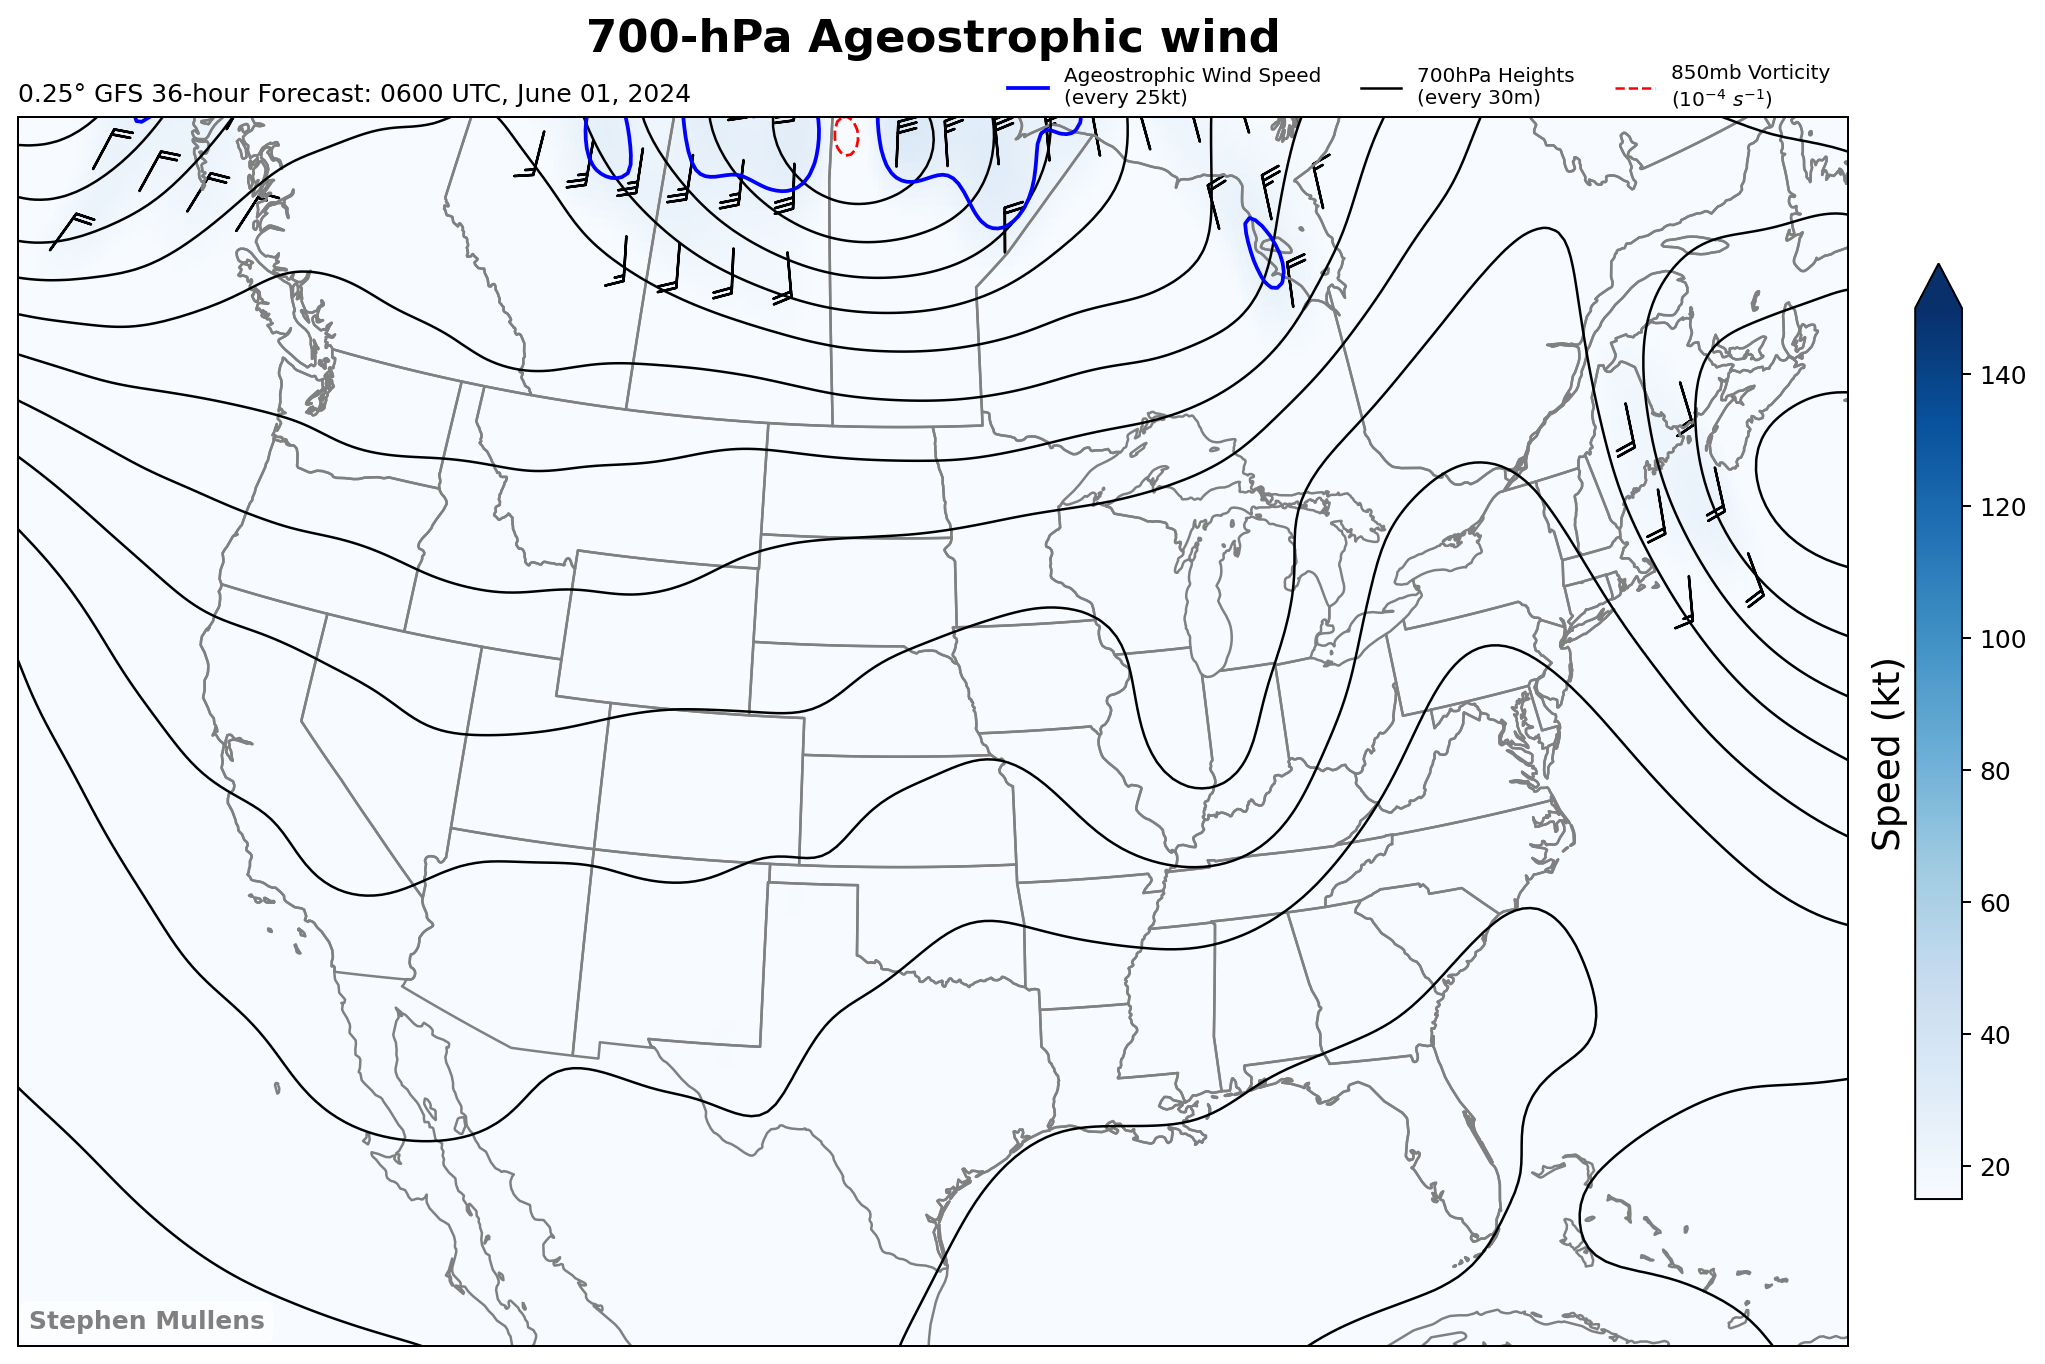 700-hPa Ageostrophic wind
0.25° GFS 36-hour Forecast: 0600 UTC, June 01, 2024
Ageostrophic Wind Speed
(every 25kt)
700hPa Heights
(every 30m)
850mb Vorticity
(10⁻⁴ s⁻¹)
140
120
100
80
60
40
20
Speed (kt)
Stephen Mullens